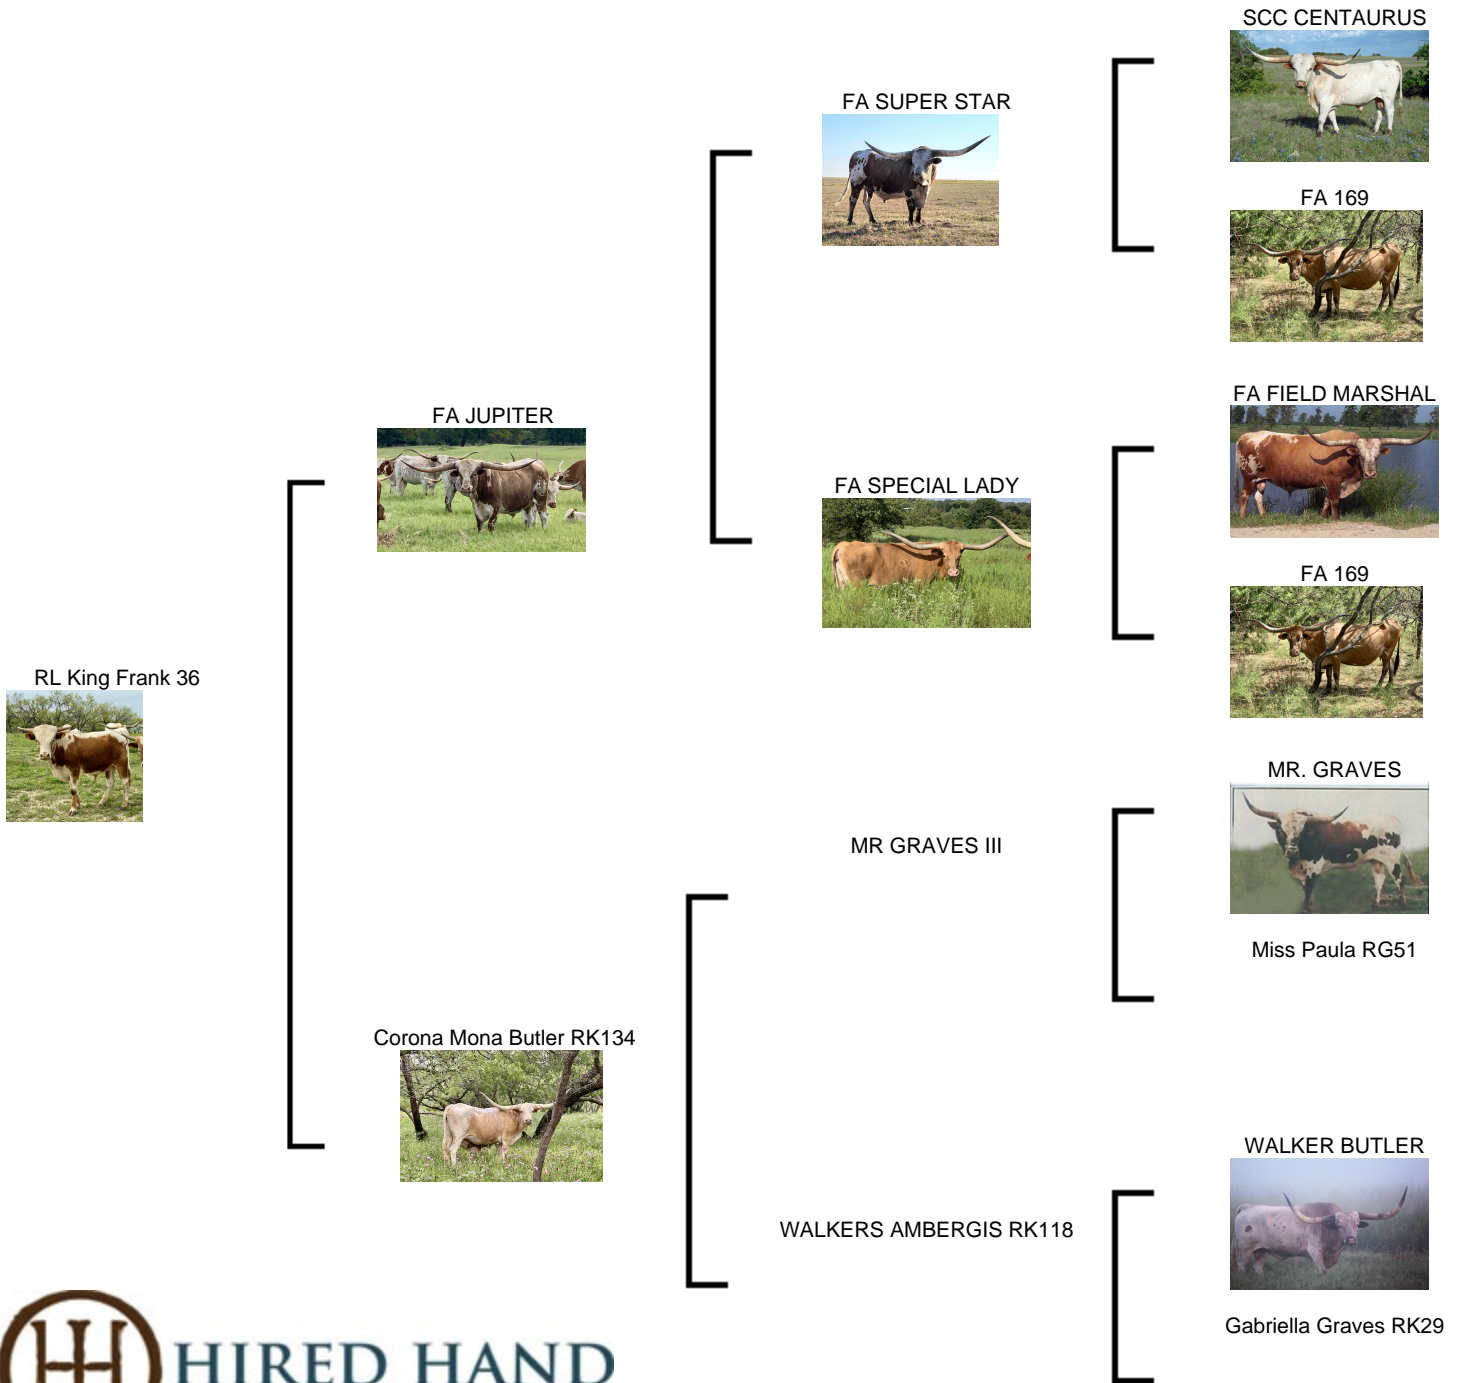 SCC CENTAURUS
FA SUPER STAR
FA 169
FA FIELD MARSHAL
FA JUPITER
FA SPECIAL LADY
FA 169
RL King Frank 36
MR. GRAVES
MR GRAVES III
Miss Paula RG51
Corona Mona Butler RK134
WALKER BUTLER
WALKERS AMBERGIS RK118
Gabriella Graves RK29
HIRED HAND